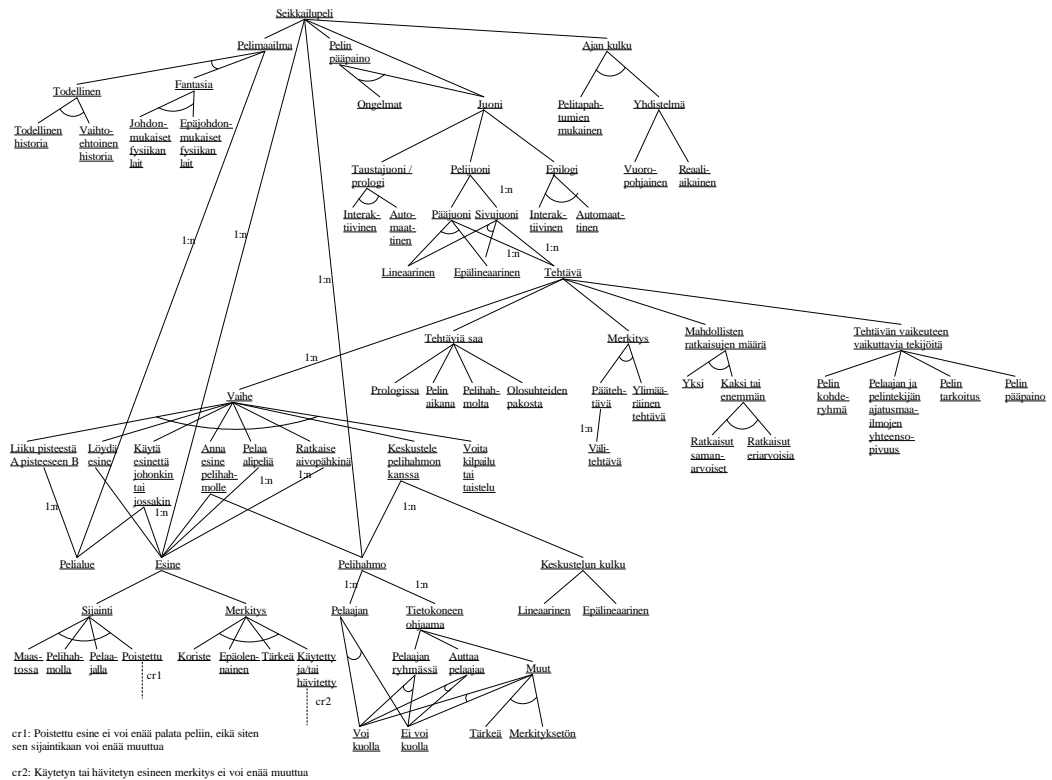 Seikkailupeli
Pelimaailma
Pelin
pääpaino
Ajan kulku
Todellinen
Fantasia
Ongelmat
Juoni
Pelitapah-
tumien
mukainen
Yhdistelmä
Todellinen
historia
Vaihto-
ehtoinen
historia
Johdon-
mukaiset
fysiikan
lait
Epäjohdon-
mukaiset
fysiikan
lait
Taustajuoni /
prologi
Pelijuoni
Epilogi
Vuoro-
pohjainen
Reaali-
aikainen
1:n
Interak-
tiivinen
Auto-
maat-
tinen
Pääjuoni
Sivujuoni
Interak-
tiivinen
Automaat-
tinen
1:n
1:n
1:n
1:n
Lineaarinen
Epälineaarinen
Tehtävä
1:n
Tehtäviä saa
Merkitys
Mahdollisten
ratkaisujen määrä
Tehtävän vaikeuteen
vaikuttavia tekijöitä
1:n
Prologissa
Pelin
aikana
Pelihah-
molta
Olosuhteiden
pakosta
Pääteh-
tävä
Ylimää-
räinen
tehtävä
Yksi
Kaksi tai
enemmän
Pelin
kohde-
ryhmä
Pelaajan ja
pelintekijän
ajatusmaa-
ilmojen
yhteenso-
pivuus
Pelin
tarkoitus
Pelin
pääpaino
Vaihe
1:n
Väli-
tehtävä
Ratkaisut
saman-
arvoiset
Ratkaisut
eriarvoisia
Liiku pisteestä
A pisteeseen B
Löydä
esine
Käytä
esinettä
johonkin
tai
jossakin
Anna
esine
pelihah-
molle
Pelaa
alipeliä
Ratkaise
aivopähkinä
Keskustele
pelihahmon
kanssa
Voita
kilpailu
tai
taistelu
1:n
1:n
1:n
1:n
1:n
Pelialue
Esine
Pelihahmo
Keskustelun kulku
1:n
1:n
Sijainti
Merkitys
Pelaajan
Tietokoneen
ohjaama
Lineaarinen
Epälineaarinen
Maas-
tossa
Pelihah-
molla
Pelaa-
jalla
Poistettu
Koriste
Epäolen-
nainen
Tärkeä
Käytetty
ja/tai
hävitetty
Pelaajan
ryhmässä
Auttaa
pelaajaa
Muut
cr1
cr2
Voi
kuolla
Ei voi
kuolla
Tärkeä
Merkityksetön
cr1: Poistettu esine ei voi enää palata peliin, eikä siten
sen sijaintikaan voi enää muuttua
cr2: Käytetyn tai hävitetyn esineen merkitys ei voi enää muuttua